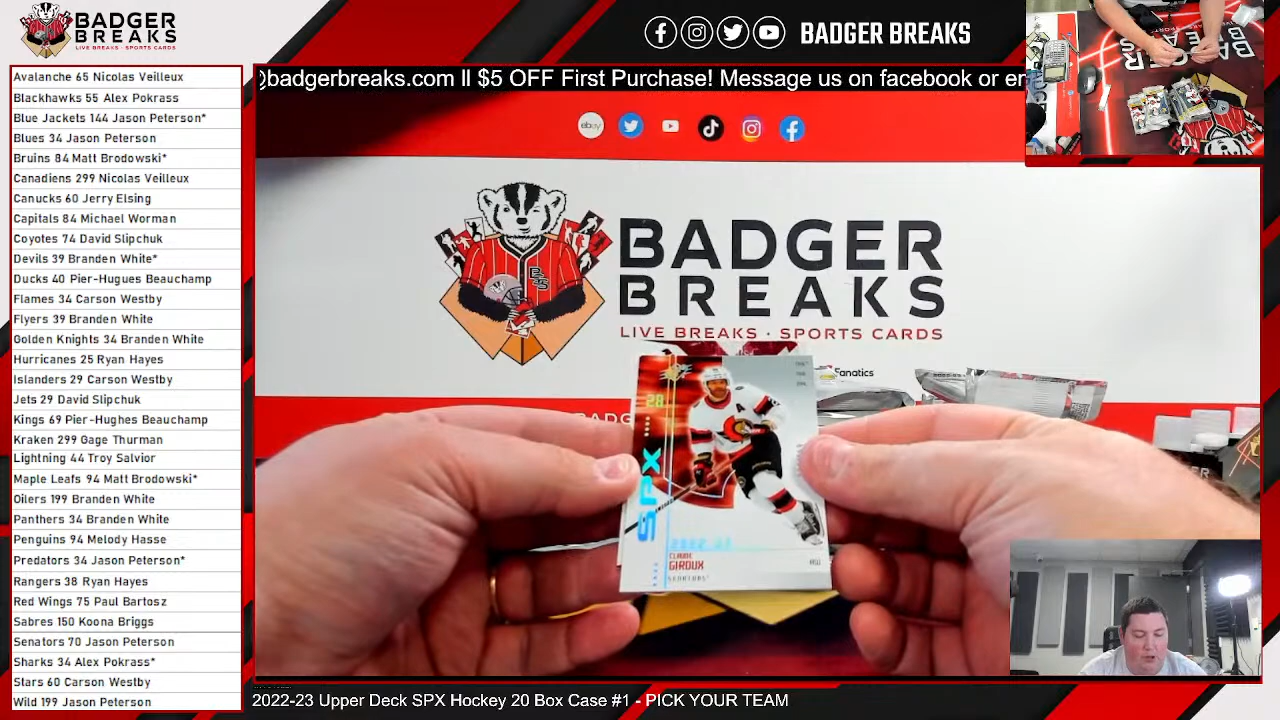 BADGER
BREAKS
LIVE BREAKS · SPORTS CARDS
BADGER BREAKS
@badgerbreaks.com ll $5 OFF First Purchase! Message us on facebook or em
Avalanche 65 Nicolas Veilleux
Blackhawks 55 Alex Pokrass
Blue Jackets 144 Jason Peterson*
Blues 34 Jason Peterson
Bruins 84 Matt Brodowski*
Canadiens 299 Nicolas Veilleux
Canucks 60 Jerry Elsing
Capitals 84 Michael Worman
Coyotes 74 David Slipchuk
Devils 39 Branden White*
Ducks 40 Pier-Hugues Beauchamp
Flames 34 Carson Westby
Flyers 39 Branden White
Golden Knights 34 Branden White
Hurricanes 25 Ryan Hayes
Islanders 29 Carson Westby
Jets 29 David Slipchuk
Kings 69 Pier-Hughes Beauchamp
Kraken 299 Gage Thurman
Lightning 44 Troy Salvior
Maple Leafs 94 Matt Brodowski*
Oilers 199 Branden White
Panthers 34 Branden White
Penguins 94 Melody Hasse
Predators 34 Jason Peterson*
Rangers 38 Ryan Hayes
Red Wings 75 Paul Bartosz
Sabres 150 Koona Briggs
Senators 70 Jason Peterson
Sharks 34 Alex Pokrass*
Stars 60 Carson Westby
Wild 199 Jason Peterson
ebay
BADGER
BREAKS
LIVE BREAKS · SPORTS CARDS
Fanatics
SPX
28
SPX
2022-23
CLAUDE
GIROUX
SENATORS
2022-23 Upper Deck SPX Hockey 20 Box Case #1 - PICK YOUR TEAM